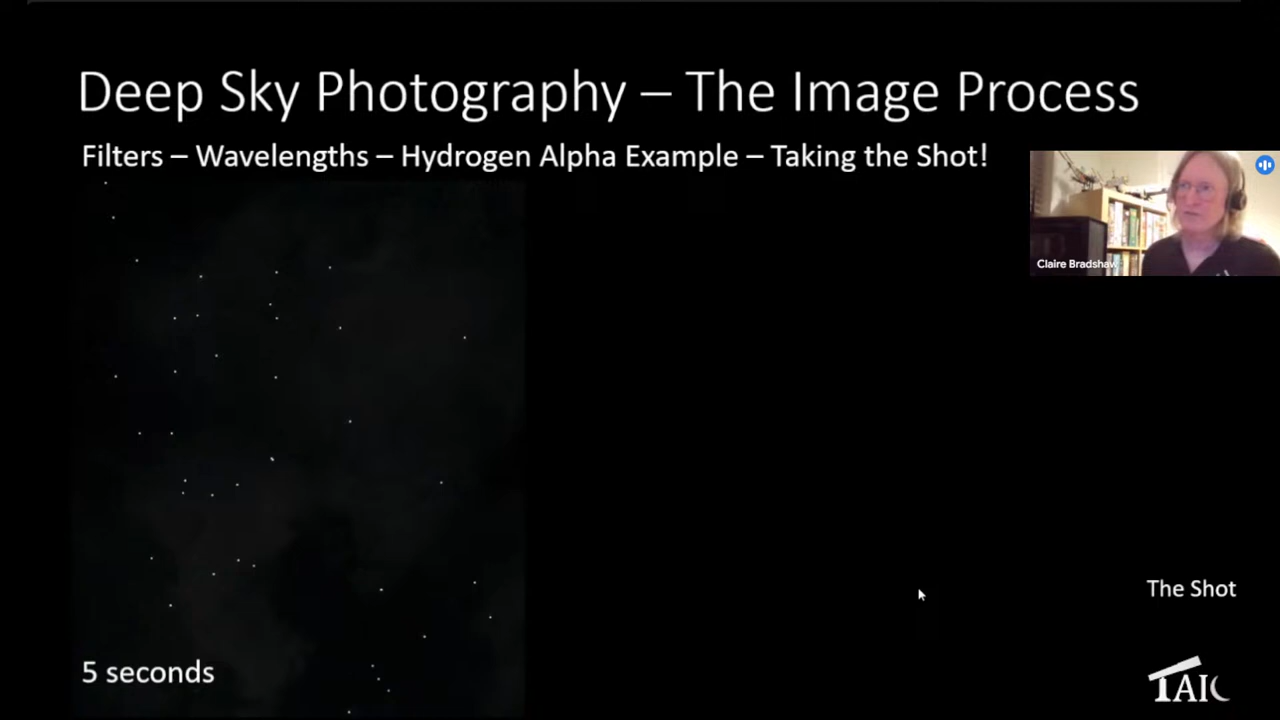 Deep Sky Photography – The Image Process
Filters – Wavelengths – Hydrogen Alpha Example – Taking the Shot!
Claire Bradshaw
The Shot
5 seconds
TAIC